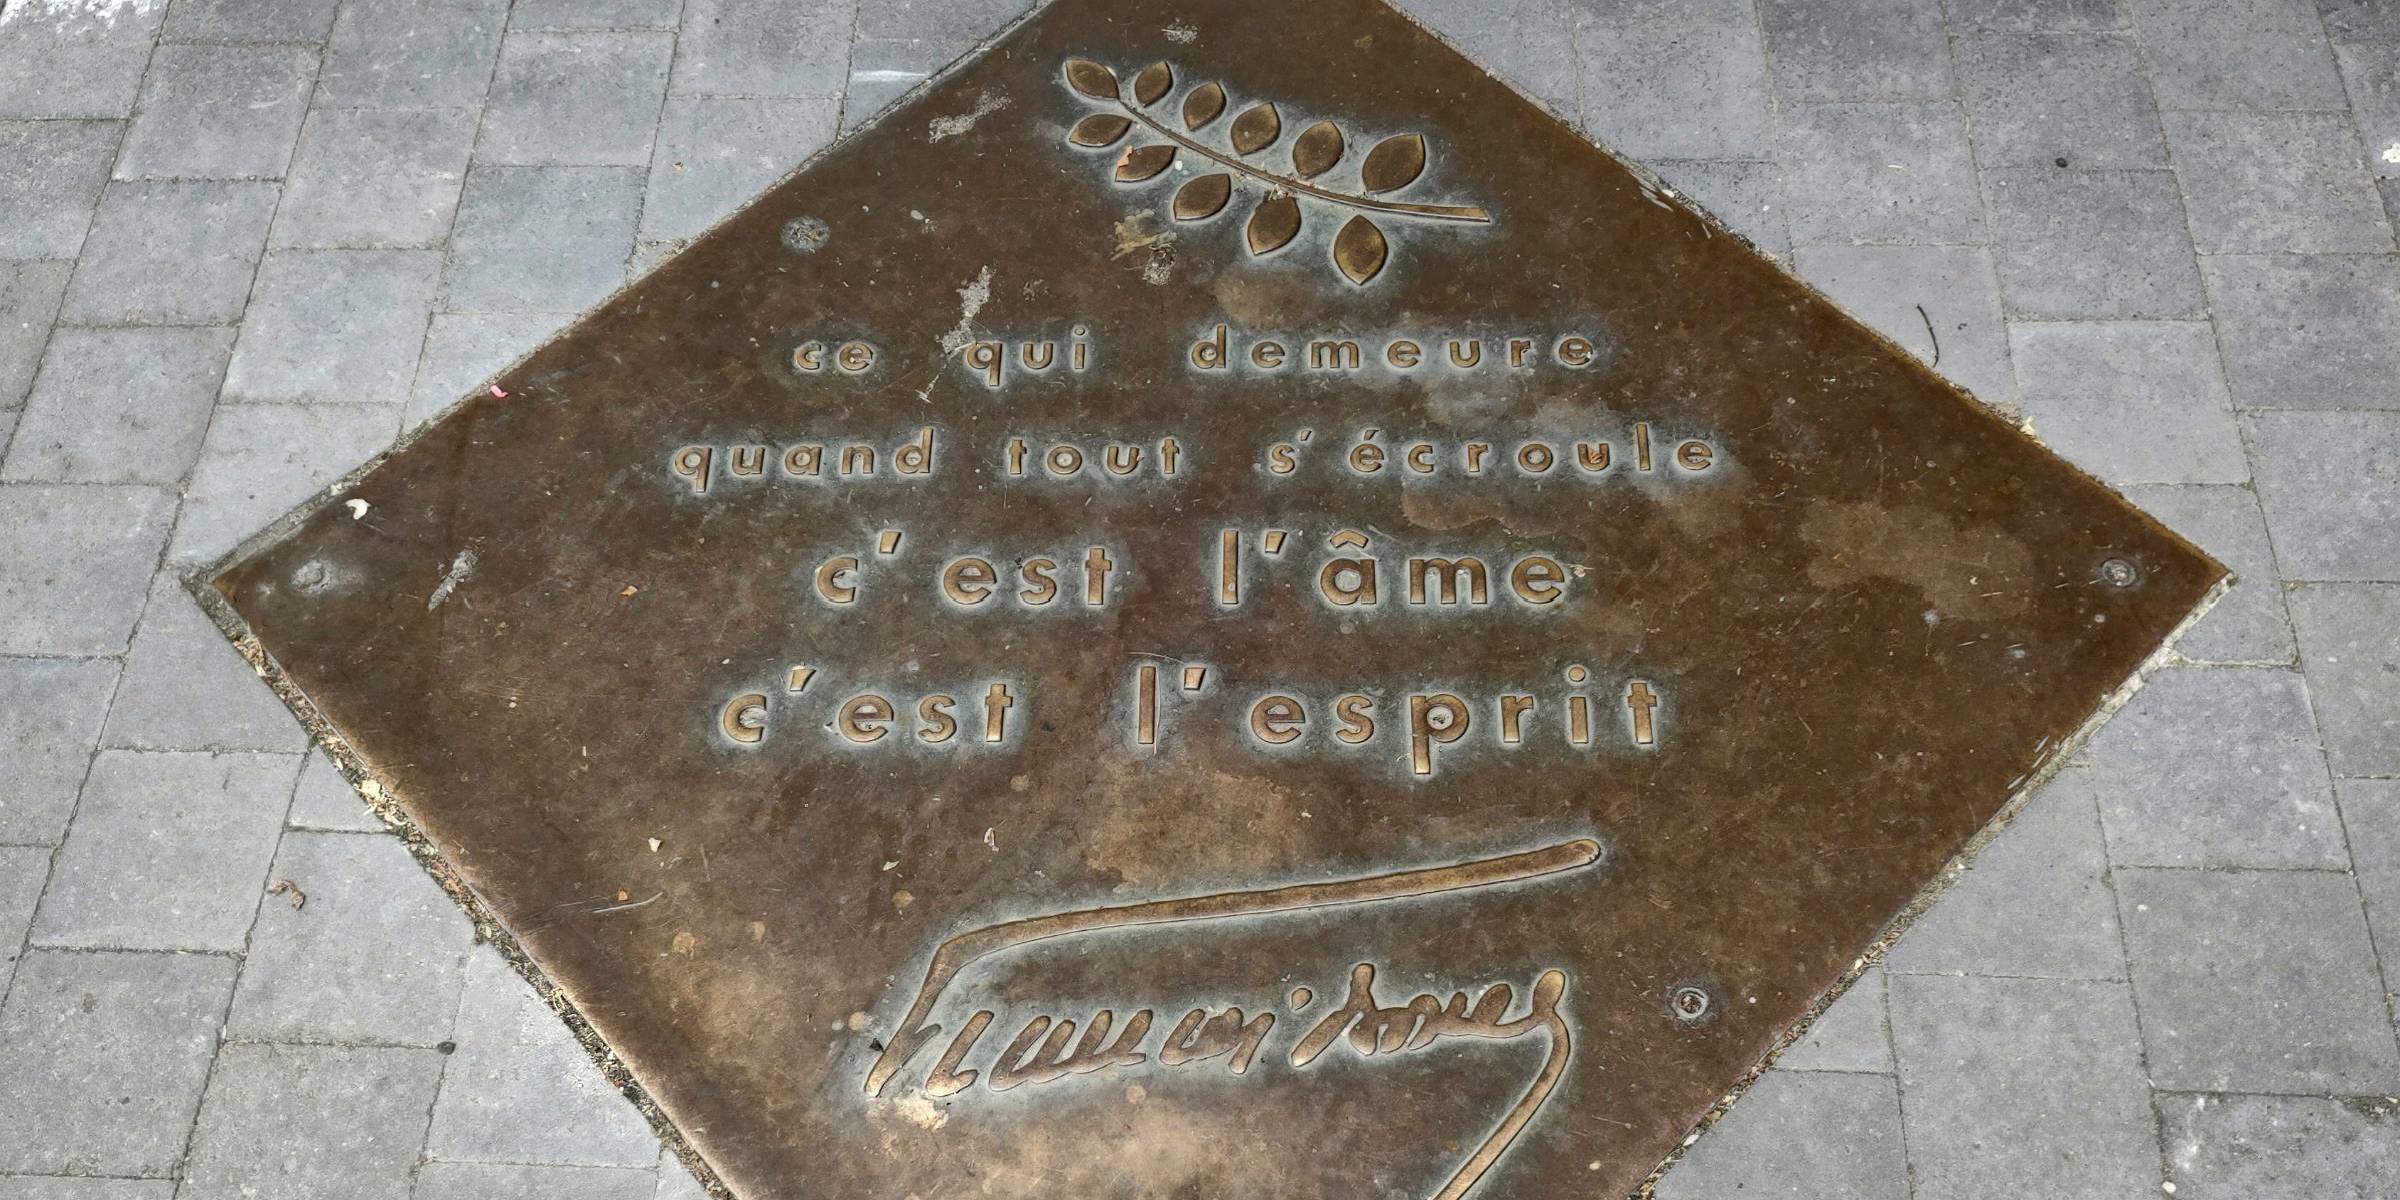 ce qui demeure
quand tout s'écroule
c'est l'âme
c'est l'esprit